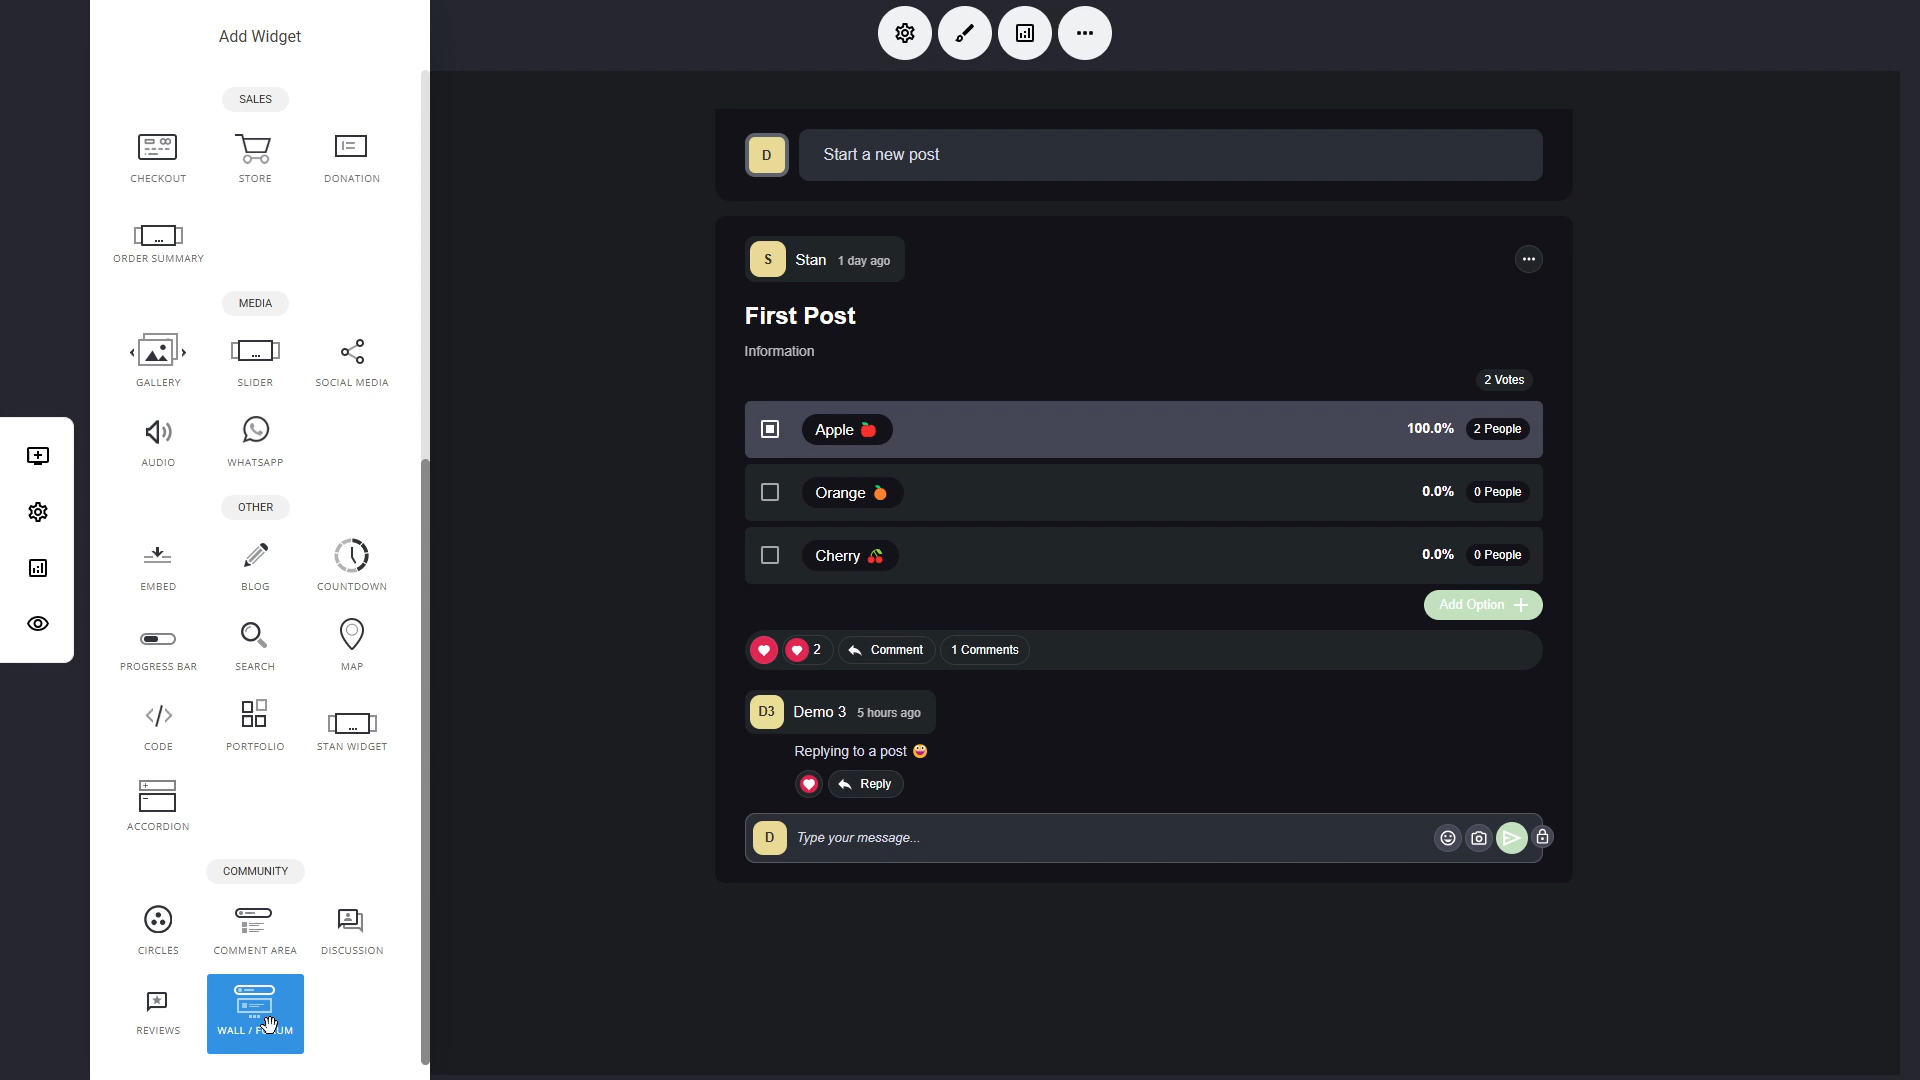 Add Widget
SALES
CHECKOUT
STORE
DONATION
ORDER SUMMARY
MEDIA
GALLERY
SLIDER
SOCIAL MEDIA
AUDIO
WHATSAPP
OTHER
EMBED
BLOG
COUNTDOWN
PROGRESS BAR
SEARCH
MAP
CODE
PORTFOLIO
STAN WIDGET
ACCORDION
COMMUNITY
CIRCLES
COMMENT AREA
DISCUSSION
REVIEWS
WALL / FORUM
D
Start a new post
S
Stan 1 day ago
First Post
Information
2 Votes
Apple 🍎 100.0% 2 People
Orange 🍊 0.0% 0 People
Cherry 🍒 0.0% 0 People
Add Option +
2 Comment 1 Comments
D3 Demo 3 5 hours ago
Replying to a post 😀
Reply
D Type your message...